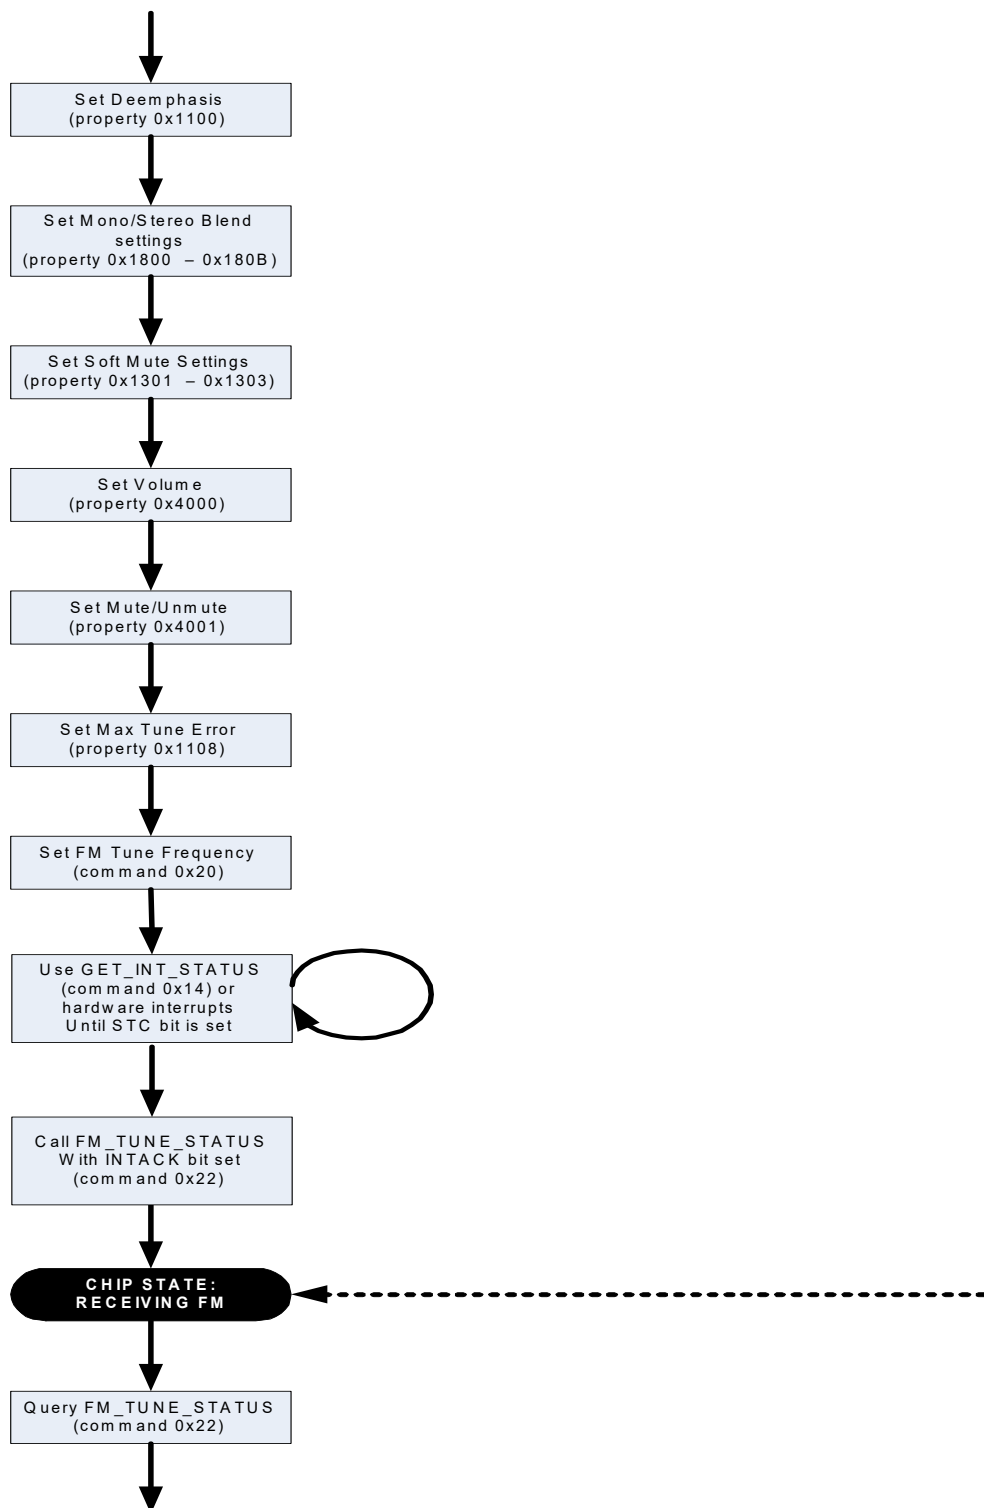 Set Deemphasis
(property 0x1100)
Set Mono/Stereo Blend
settings
(property 0x1800 – 0x180B)
Set Soft Mute Settings
(property 0x1301 – 0x1303)
Set Volume
(property 0x4000)
Set Mute/Unmute
(property 0x4001)
Set Max Tune Error
(property 0x1108)
Set FM Tune Frequency
(command 0x20)
Use GET_INT_STATUS
(command 0x14) or
hardware interrupts
Until STC bit is set
Call FM_TUNE_STATUS
With INTACK bit set
(command 0x22)
CHIP STATE:
RECEIVING FM
Query FM_TUNE_STATUS
(command 0x22)